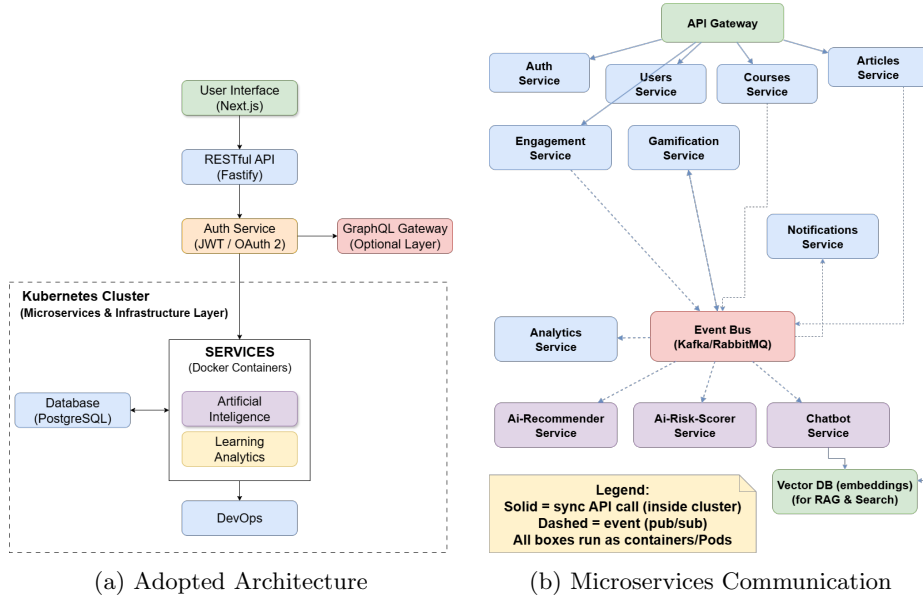 User Interface
(Next.js)
RESTful API
(Fastify)
Auth Service
(JWT / OAuth 2)
GraphQL Gateway
(Optional Layer)
Kubernetes Cluster
(Microservices & Infrastructure Layer)
SERVICES
(Docker Containers)
Artificial
Inteligence
Learning
Analytics
Database
(PostgreSQL)
DevOps
(a) Adopted Architecture
API Gateway
Auth
Service
Users
Service
Courses
Service
Articles
Service
Engagement
Service
Gamification
Service
Notifications
Service
Analytics
Service
Event Bus
(Kafka/RabbitMQ)
Ai-Recommender
Service
Ai-Risk-Scorer
Service
Chatbot
Service
Vector DB (embeddings)
(for RAG & Search)
Legend:
Solid = sync API call (inside cluster)
Dashed = event (pub/sub)
All boxes run as containers/Pods
(b) Microservices Communication